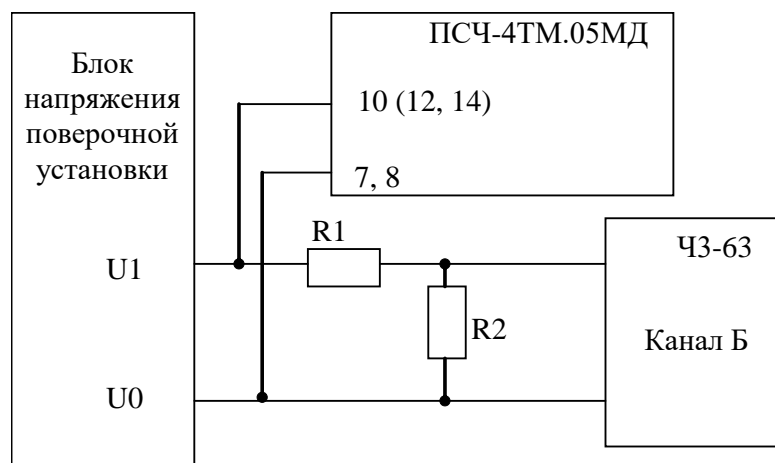 Блок
напряжения
поверочной
установки
U1
U0
ПСЧ-4ТМ.05МД
10 (12, 14)
7, 8
R1
R2
Ч3-63
Канал Б